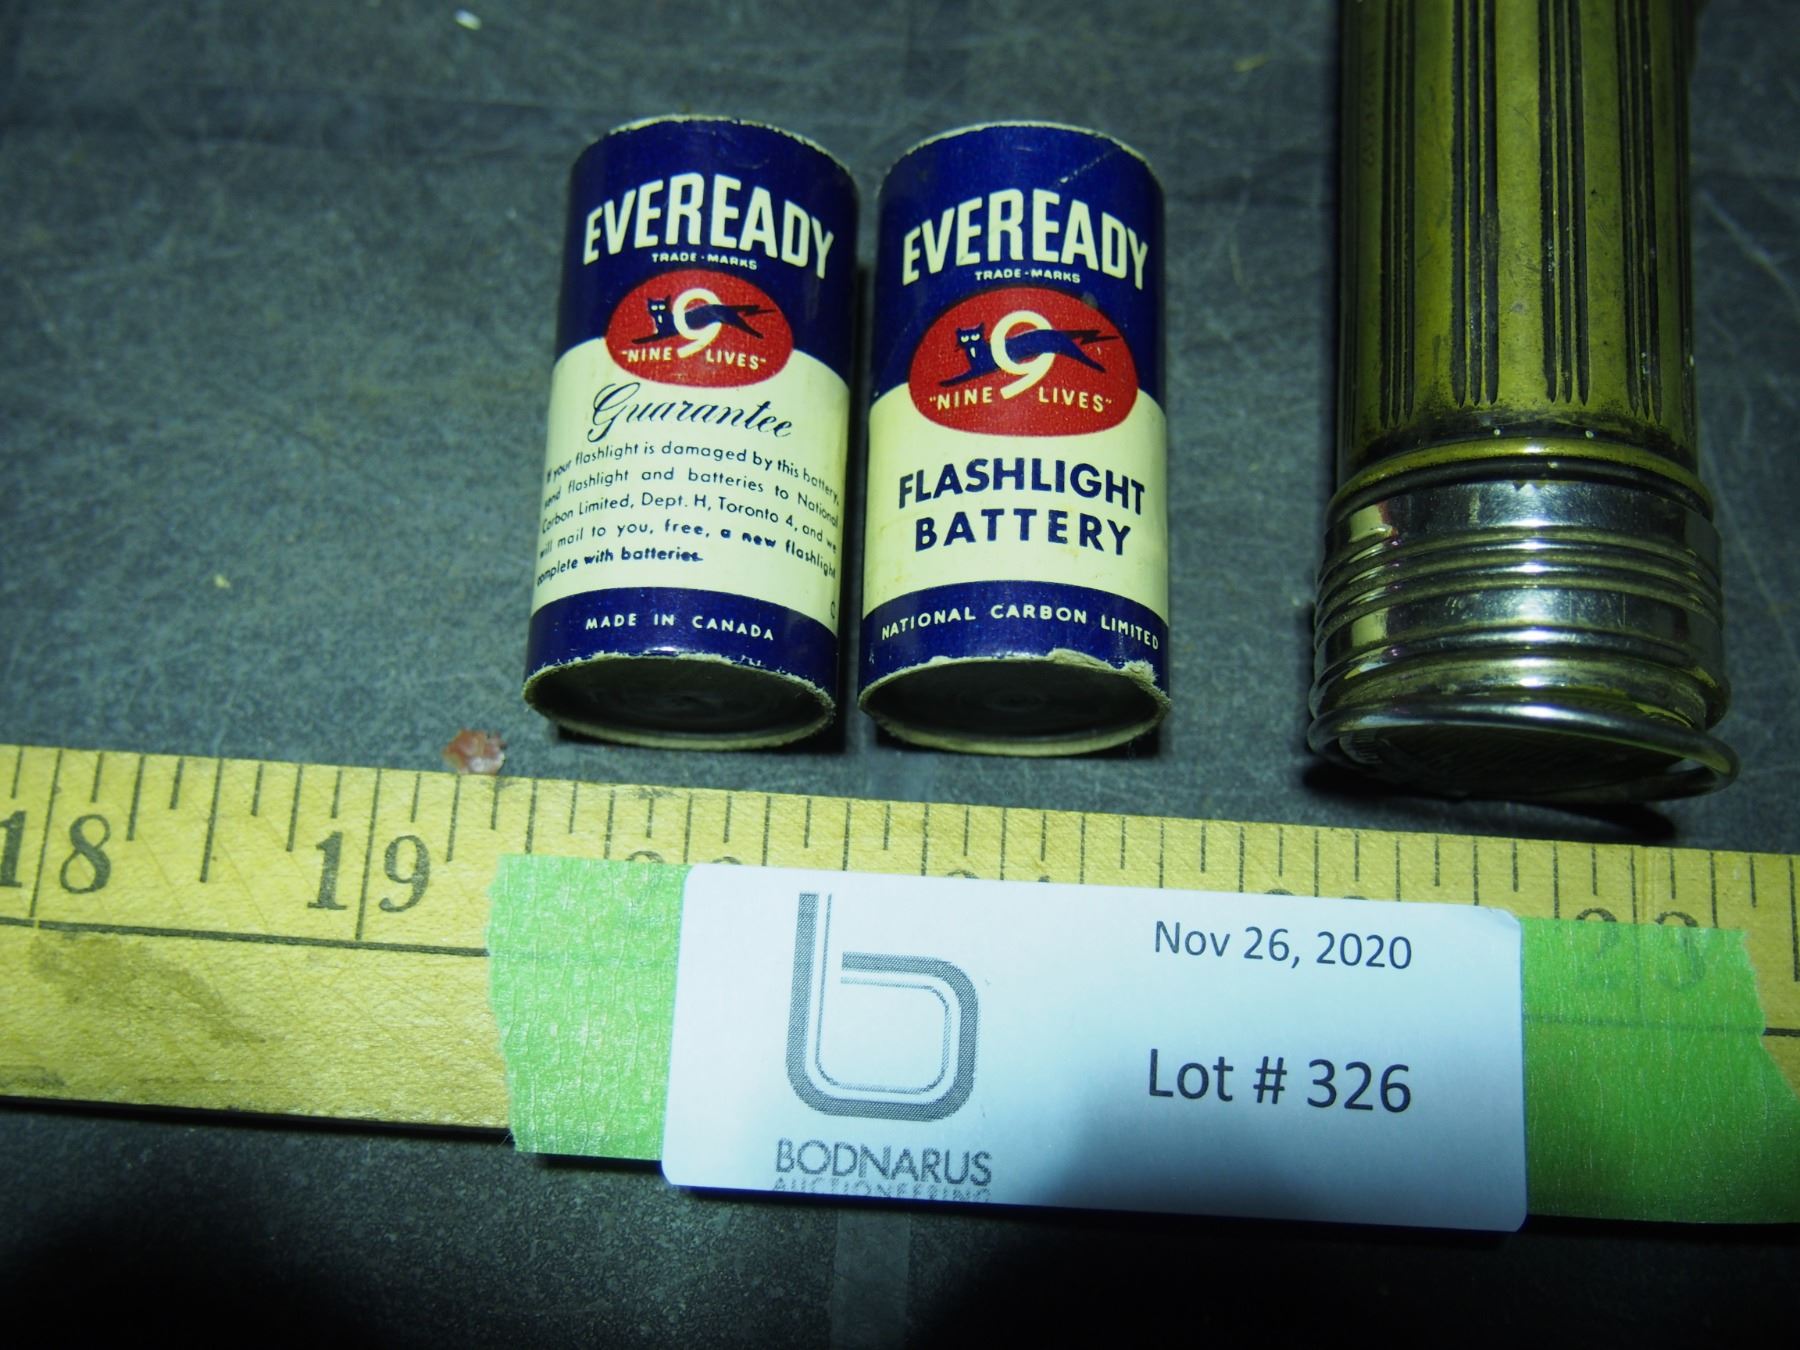 EVEREADY
TRADE-MARKS
9
"NINE LIVES"
Guarantee
If your flashlight is damaged by this battery,
send flashlight and batteries to National
Carbon Limited, Dept. H, Toronto 4, and we
will mail to you, free, a new flashlight
complete with batteries
MADE IN CANADA
EVEREADY
TRADE-MARKS
9
"NINE LIVES"
FLASHLIGHT
BATTERY
NATIONAL CARBON LIMITED
18 19 23
b
Nov 26, 2020
Lot # 326
BODNARUS
AUCTIONEERING